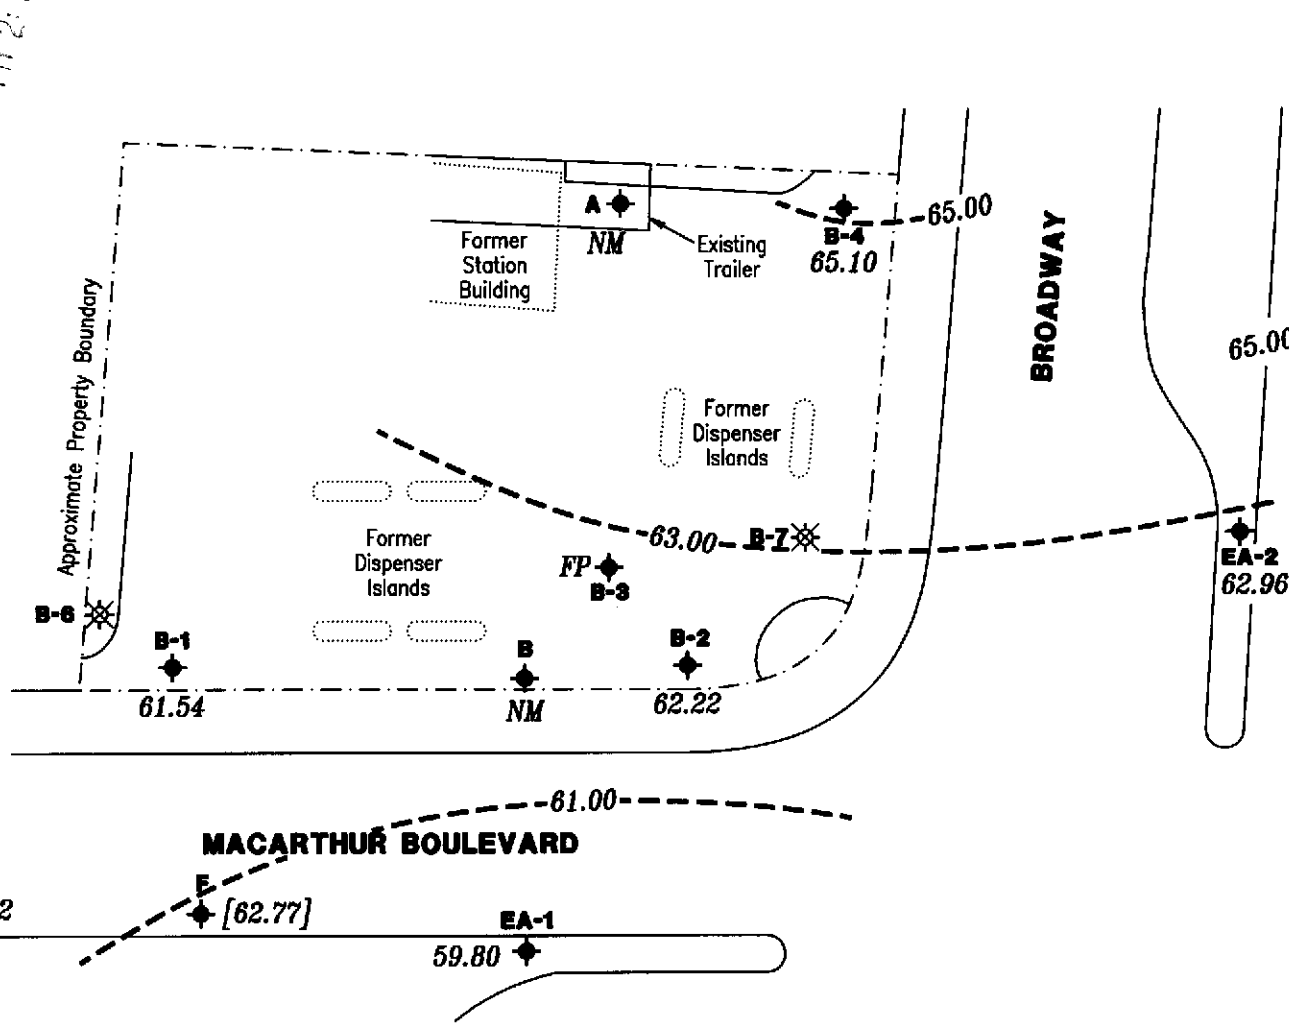 A
NM
Former
Station
Building
Existing
Trailer
B-4
65.10
65.00
BROADWAY
65.00
Approximate Property Boundary
Former
Dispenser
Islands
63.00
B-7
EA-2
62.96
Former
Dispenser
Islands
FP
B-3
B-6
B-1
61.54
B
NM
B-2
62.22
61.00
MACARTHUR BOULEVARD
F
[62.77]
EA-1
59.80